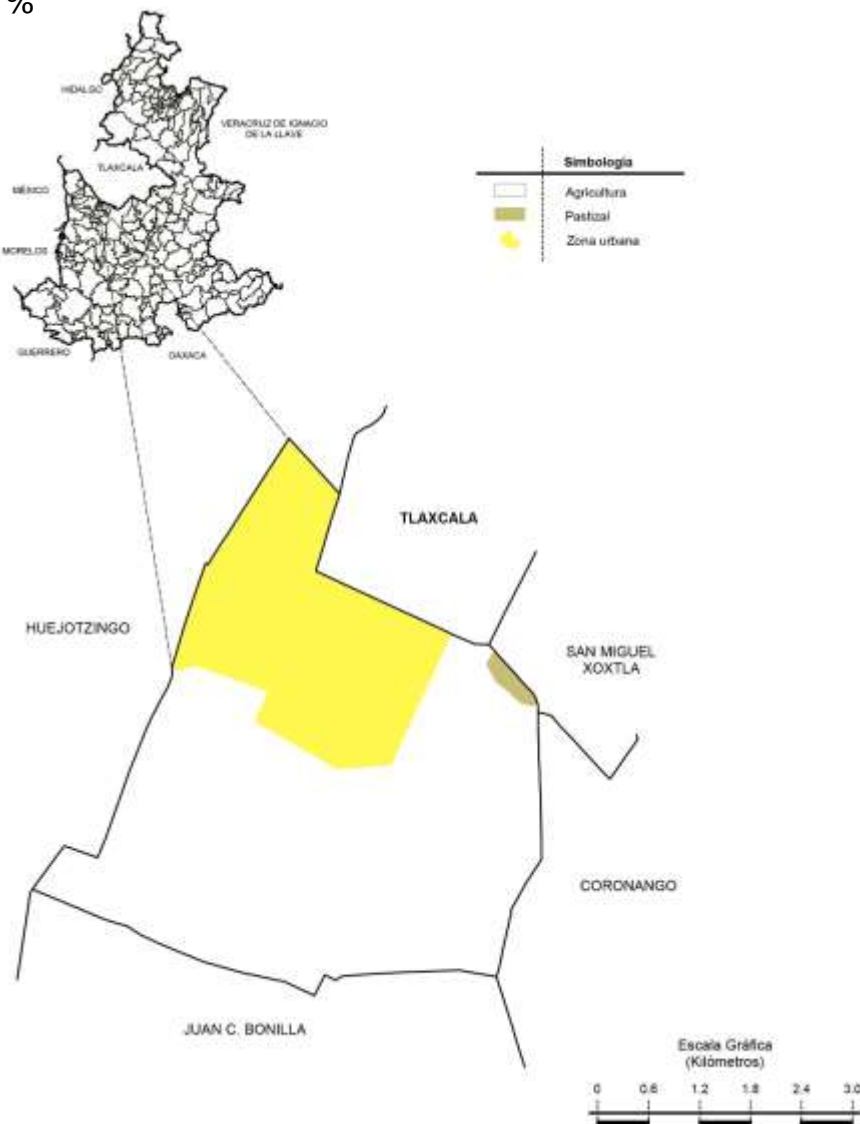 %
HIDALGO
VERACRUZ DE IGNACIO
DE LA LLAVE
TLAXCALA
MÉXICO
MORELOS
GUERRERO
OAXACA
Simbología
Agricultura
Pastizal
Zona urbana
TLAXCALA
HUEJOTZINGO
SAN MIGUEL
XOXTLA
CORONANGO
JUAN C. BONILLA
Escala Gráfica
(Kilómetros)
0 0.6 1.2 1.8 2.4 3.0